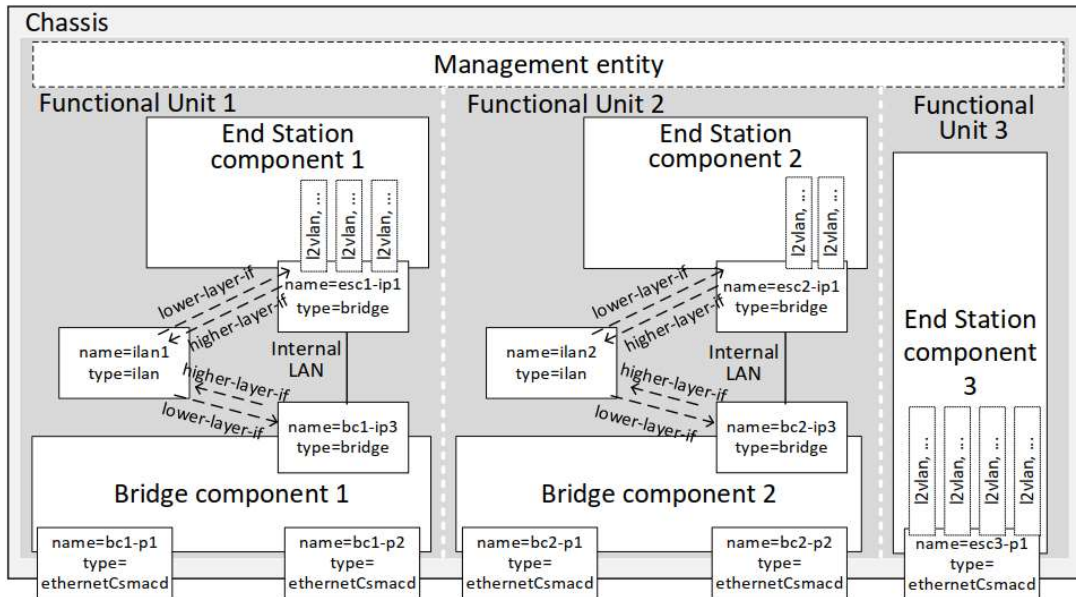 Chassis
Management entity
Functional Unit 1
End Station
component 1
l2vlan, ...
l2vlan, ...
l2vlan, ...
name=esc1-ip1
type=bridge
lower-layer-if
higher-layer-if
name=ilan1
type=ilan
Internal
LAN
higher-layer-if
lower-layer-if
name=bc1-ip3
type=bridge
Bridge component 1
name=bc1-p1
type=
ethernetCsmacd
name=bc1-p2
type=
ethernetCsmacd
Functional Unit 2
End Station
component 2
l2vlan, ...
l2vlan, ...
name=esc2-ip1
type=bridge
lower-layer-if
higher-layer-if
name=ilan2
type=ilan
Internal
LAN
higher-layer-if
lower-layer-if
name=bc2-ip3
type=bridge
Bridge component 2
name=bc2-p1
type=
ethernetCsmacd
name=bc2-p2
type=
ethernetCsmacd
Functional
Unit 3
End Station
component
3
l2vlan, ...
l2vlan, ...
l2vlan, ...
l2vlan, ...
name=esc3-p1
type=
ethernetCsmacd